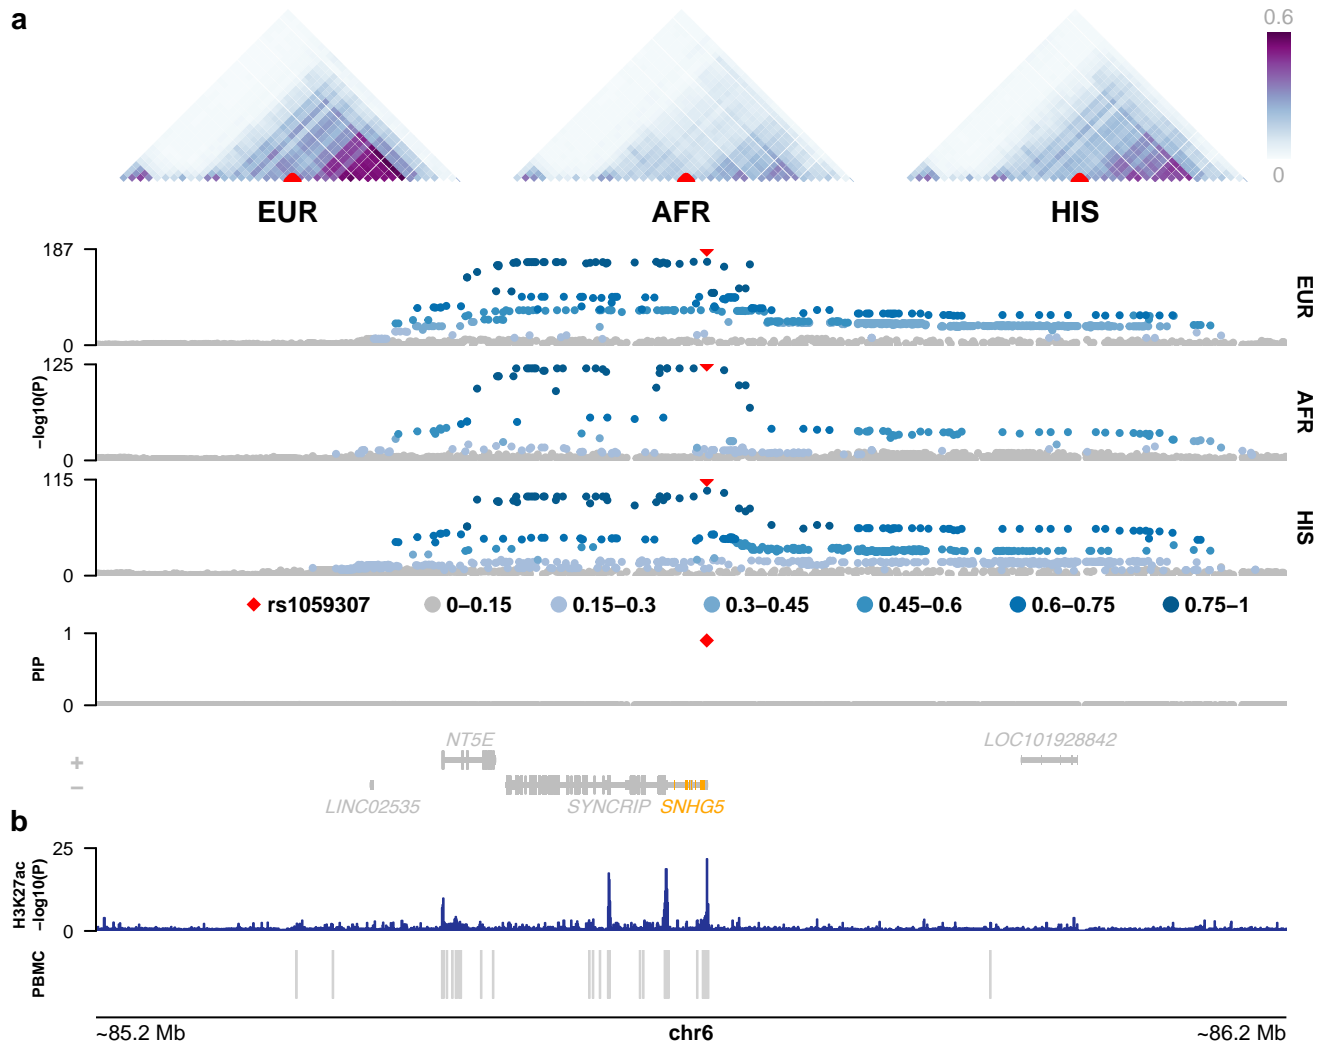 a
0.6
0
EUR AFR HIS
187
0
EUR
125
0
−log10(P)
AFR
115
0
HIS
rs1059307 0−0.15 0.15−0.3 0.3−0.45 0.45−0.6 0.6−0.75 0.75−1
1
0
PIP
NT5E LOC101928842
+
−
LINC02535 SYNCRIP SNHG5
b
25
0
H3K27ac
−log10(P)
PBMC
~85.2 Mb chr6 ~86.2 Mb